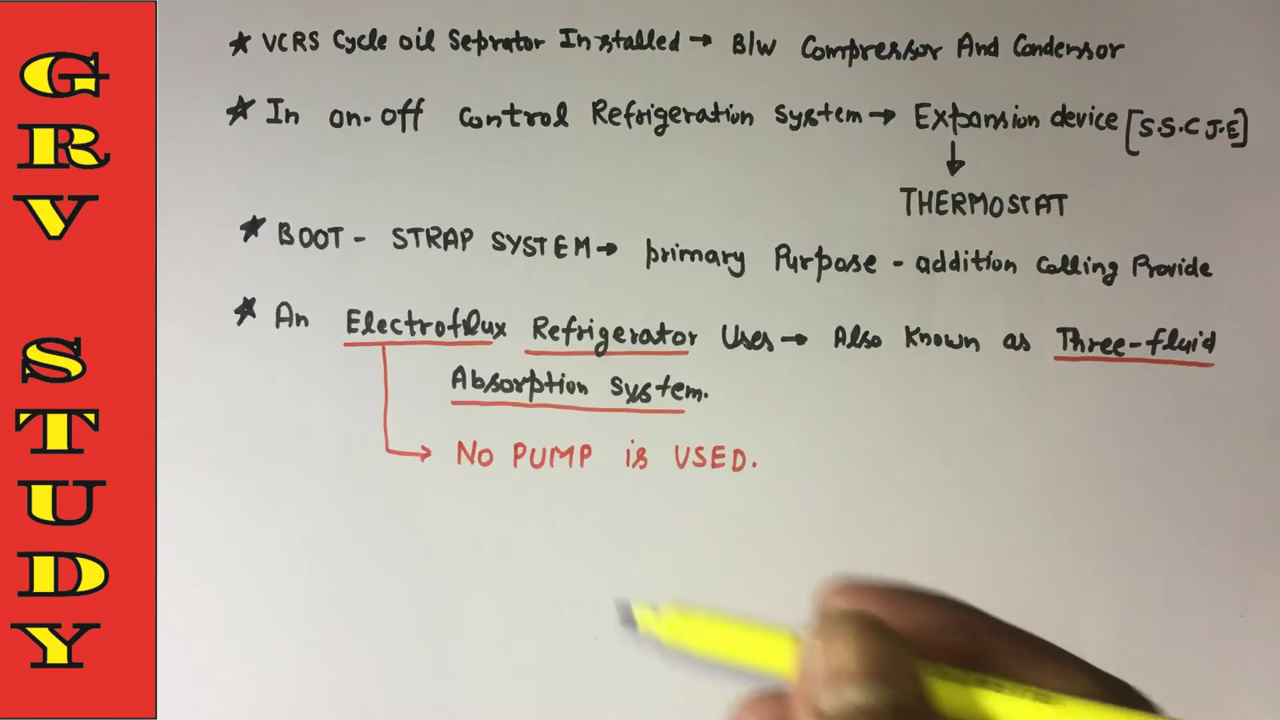 GRV STUDY
★ VCRS Cycle oil Seprator Installed → B/w Compressor And Condensor
★ In on-off control Refrigeration system → Expansion device [S.S.C J.E]
↓
THERMOSTAT
★ BOOT - STRAP SYSTEM → primary Purpose - addition Colling Provide
★ An Electroflux Refrigerator Uses → Also Known as Three-fluid
Absorption system.
→ NO PUMP is USED.